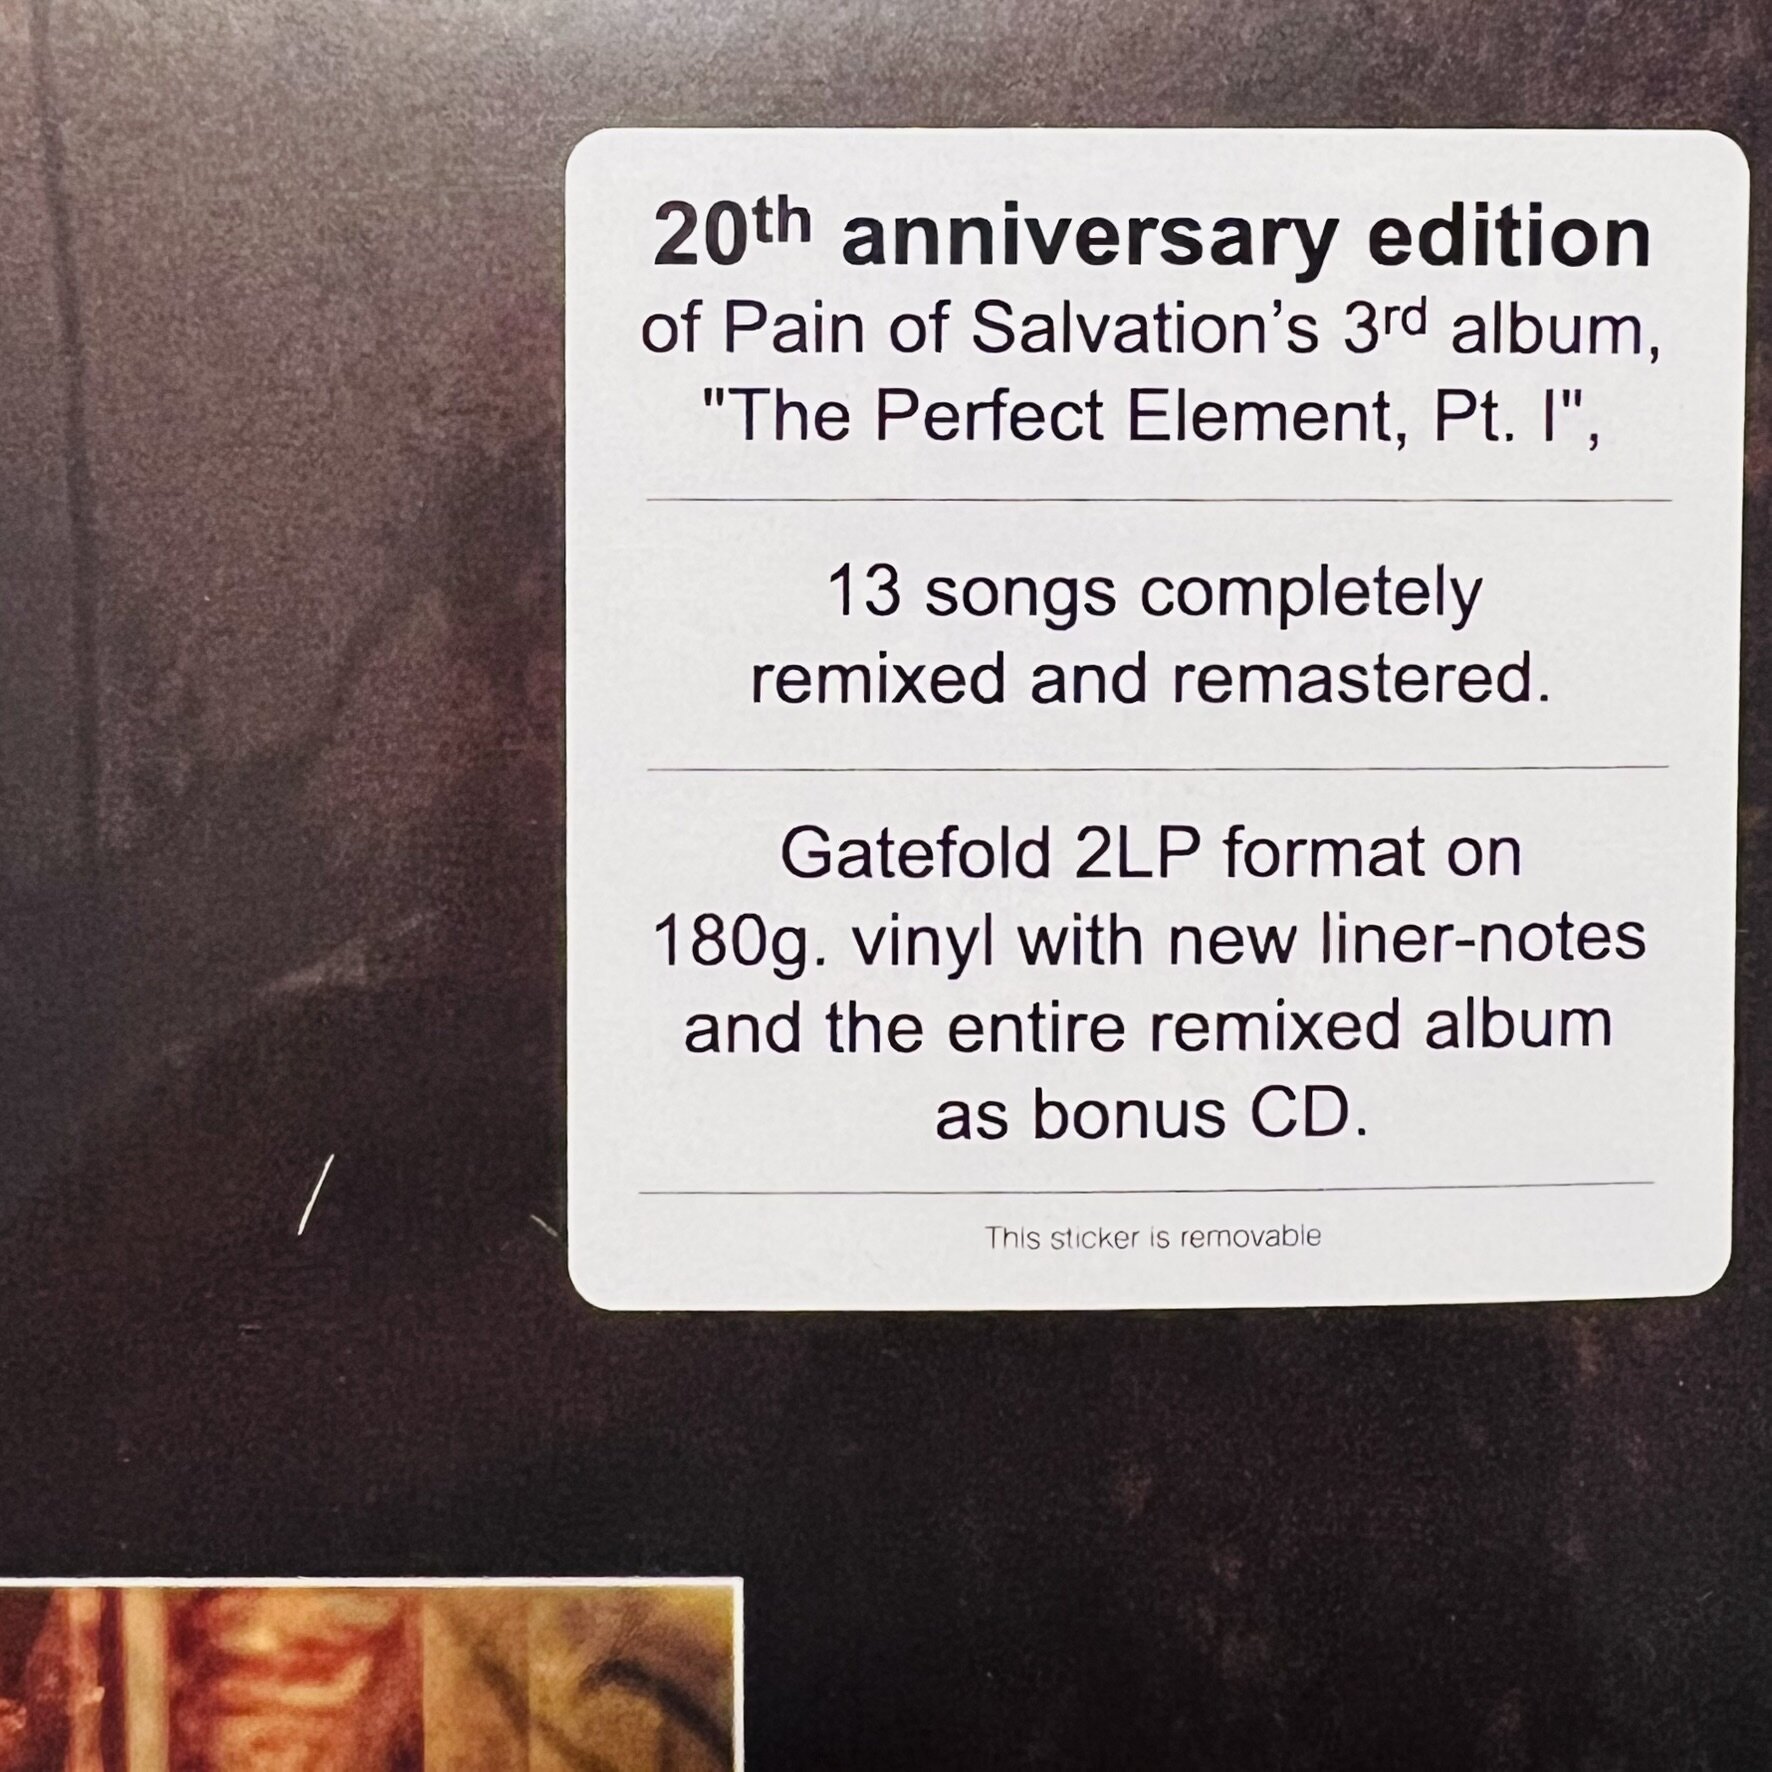 20th anniversary edition
of Pain of Salvation’s 3rd album,
"The Perfect Element, Pt. I",
13 songs completely
remixed and remastered.
Gatefold 2LP format on
180g. vinyl with new liner-notes
and the entire remixed album
as bonus CD.
This sticker is removable